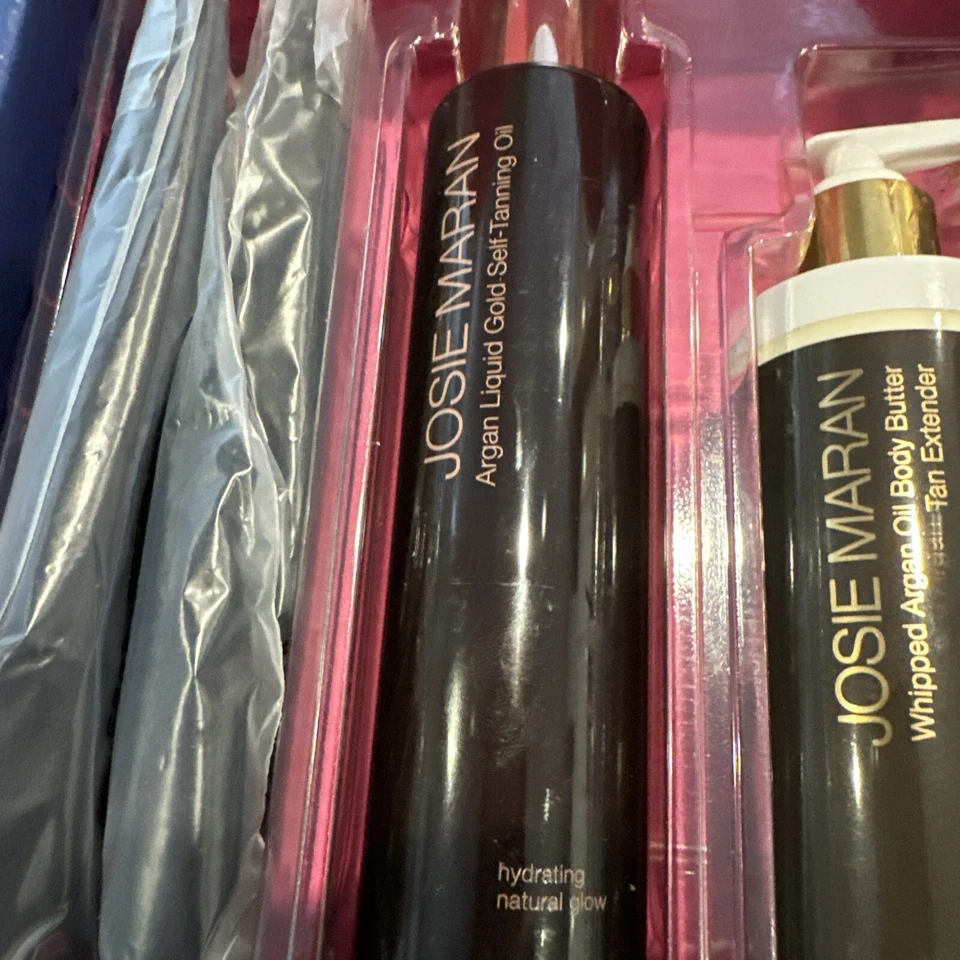 JOSIE MARAN
Argan Liquid Gold Self-Tanning Oil
hydrating
natural glow
JOSIE MARAN
Whipped Argan Oil Body Butter
Tan Extender